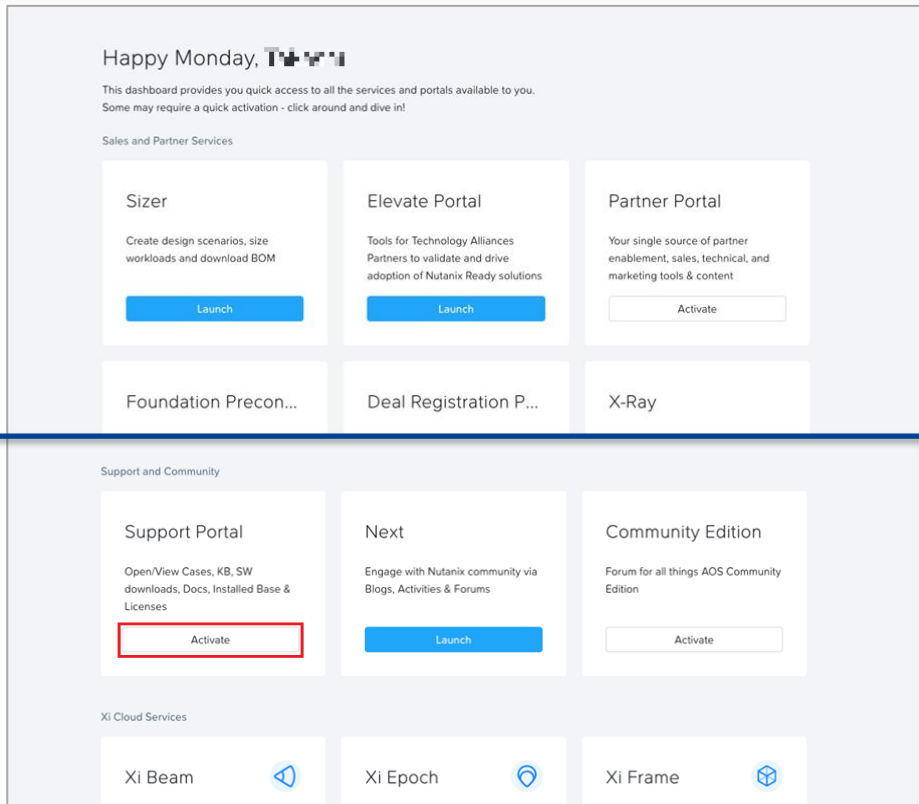 Happy Monday,
This dashboard provides you quick access to all the services and portals available to you.
Some may require a quick activation - click around and dive in!
Sales and Partner Services
Sizer
Create design scenarios, size
workloads and download BOM
Launch
Elevate Portal
Tools for Technology Alliances
Partners to validate and drive
adoption of Nutanix Ready solutions
Launch
Partner Portal
Your single source of partner
enablement, sales, technical, and
marketing tools & content
Activate
Foundation Precon...
Deal Registration P...
X-Ray
Support and Community
Support Portal
Open/View Cases, KB, SW
downloads, Docs, Installed Base &
Licenses
Activate
Next
Engage with Nutanix community via
Blogs, Activities & Forums
Launch
Community Edition
Forum for all things AOS Community
Edition
Activate
Xi Cloud Services
Xi Beam
Xi Epoch
Xi Frame